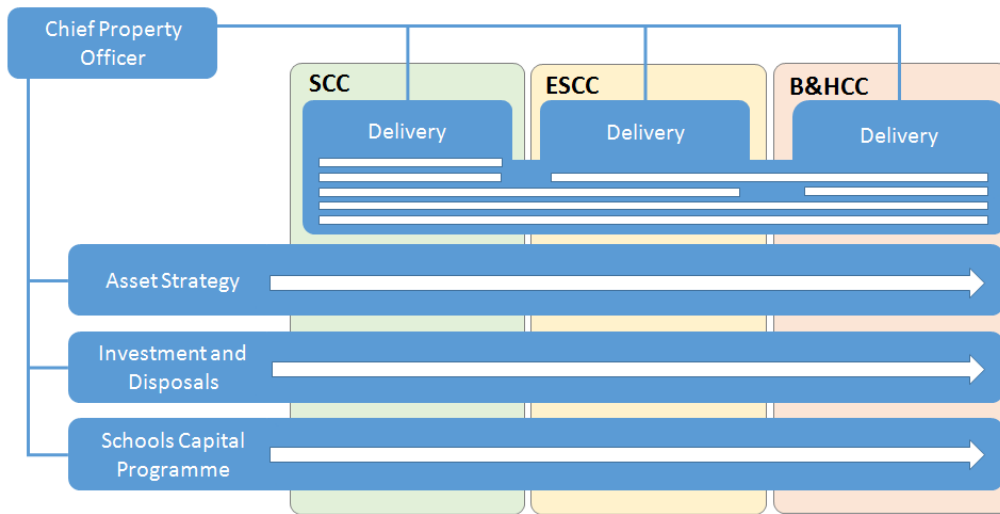 Chief Property
Officer
SCC
ESCC
B&HCC
Delivery
Delivery
Delivery
Asset Strategy
Investment and
Disposals
Schools Capital
Programme